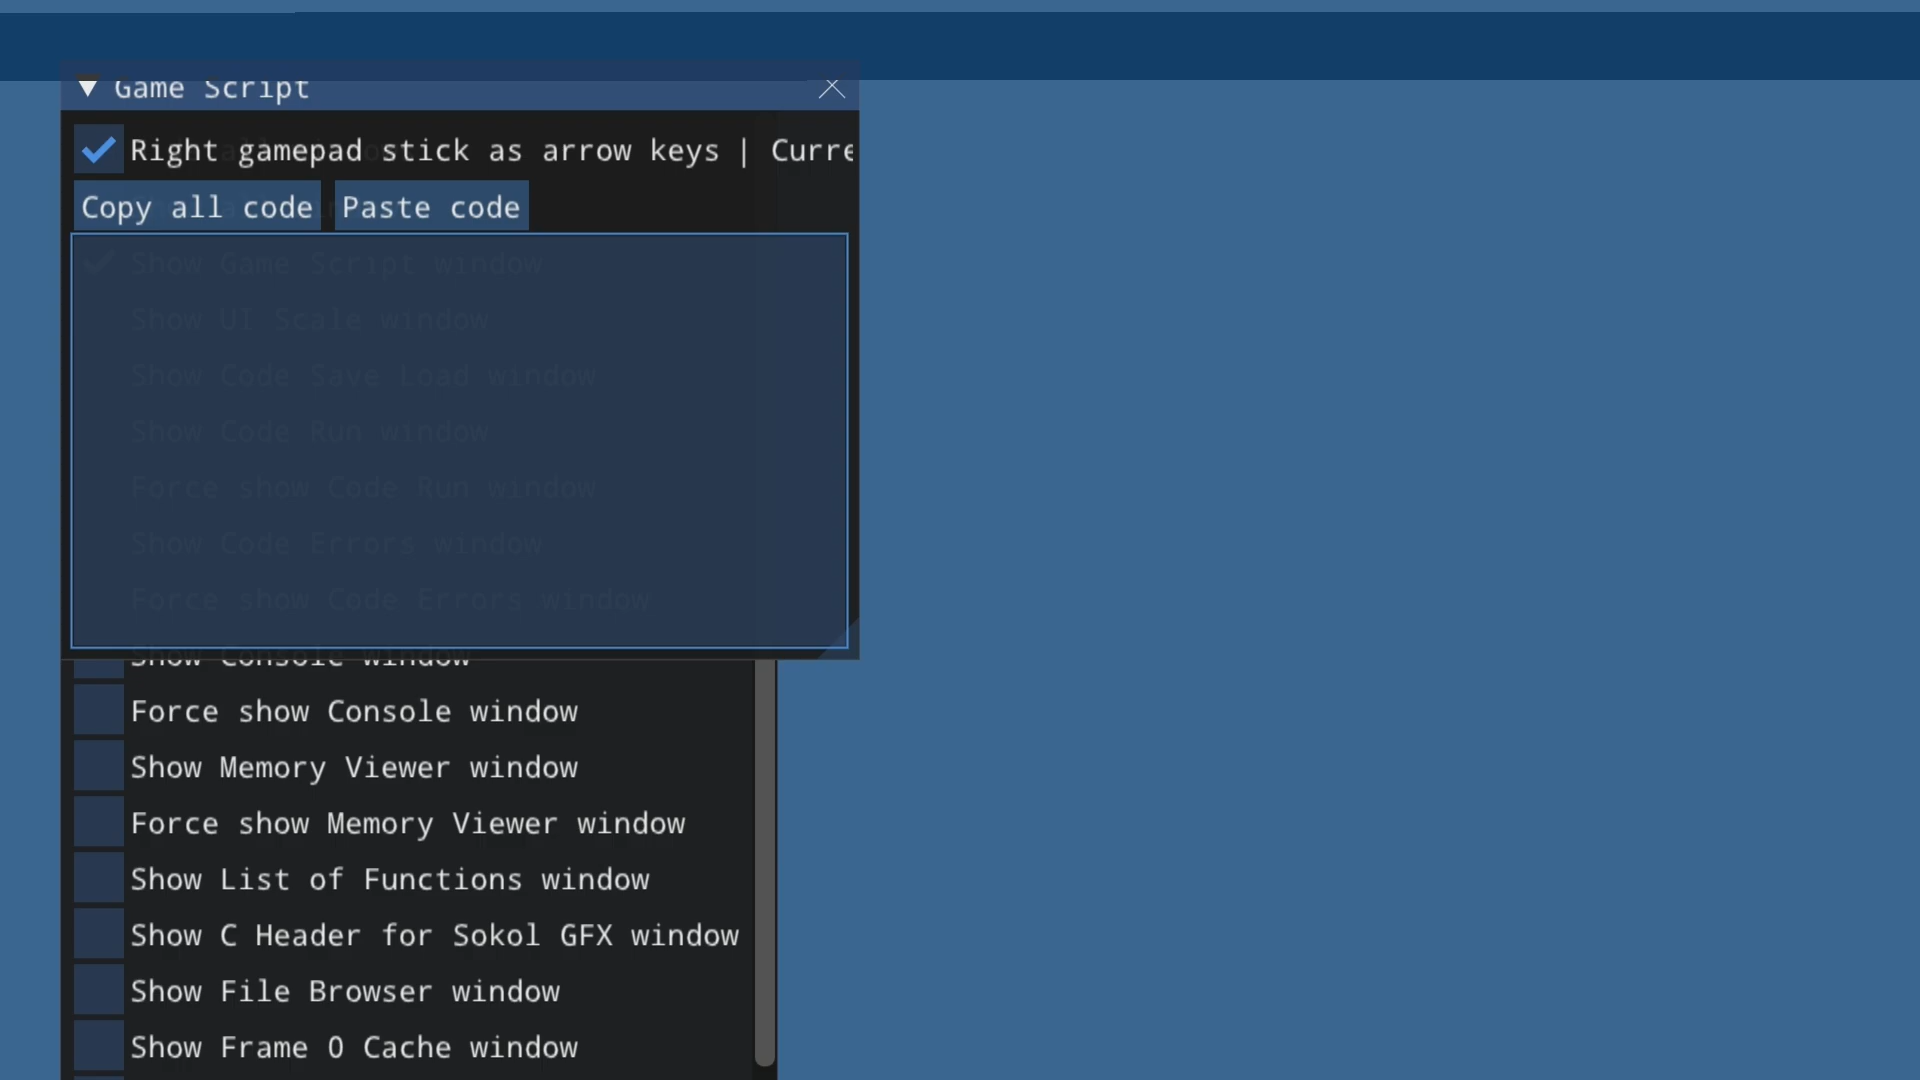 Game Script
Right gamepad stick as arrow keys | Curre
Copy all code Paste code
Show Game Script window
Show UI Scale window
Show Code Save Load window
Show Code Run window
Force show Code Run window
Show Code Errors window
Force show Code Errors window
Show Console window
Force show Console window
Show Memory Viewer window
Force show Memory Viewer window
Show List of Functions window
Show C Header for Sokol GFX window
Show File Browser window
Show Frame 0 Cache window